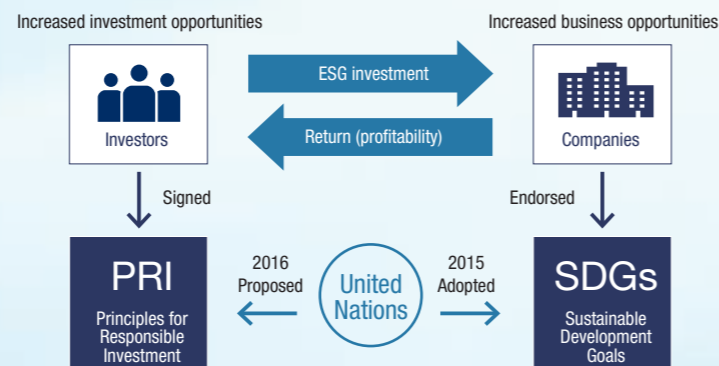 Increased investment opportunities
Increased business opportunities
ESG investment
Return (profitability)
Investors
Companies
Signed
Endorsed
PRI
Principles for
Responsible
Investment
2016
Proposed
United
Nations
2015
Adopted
SDGs
Sustainable
Development
Goals